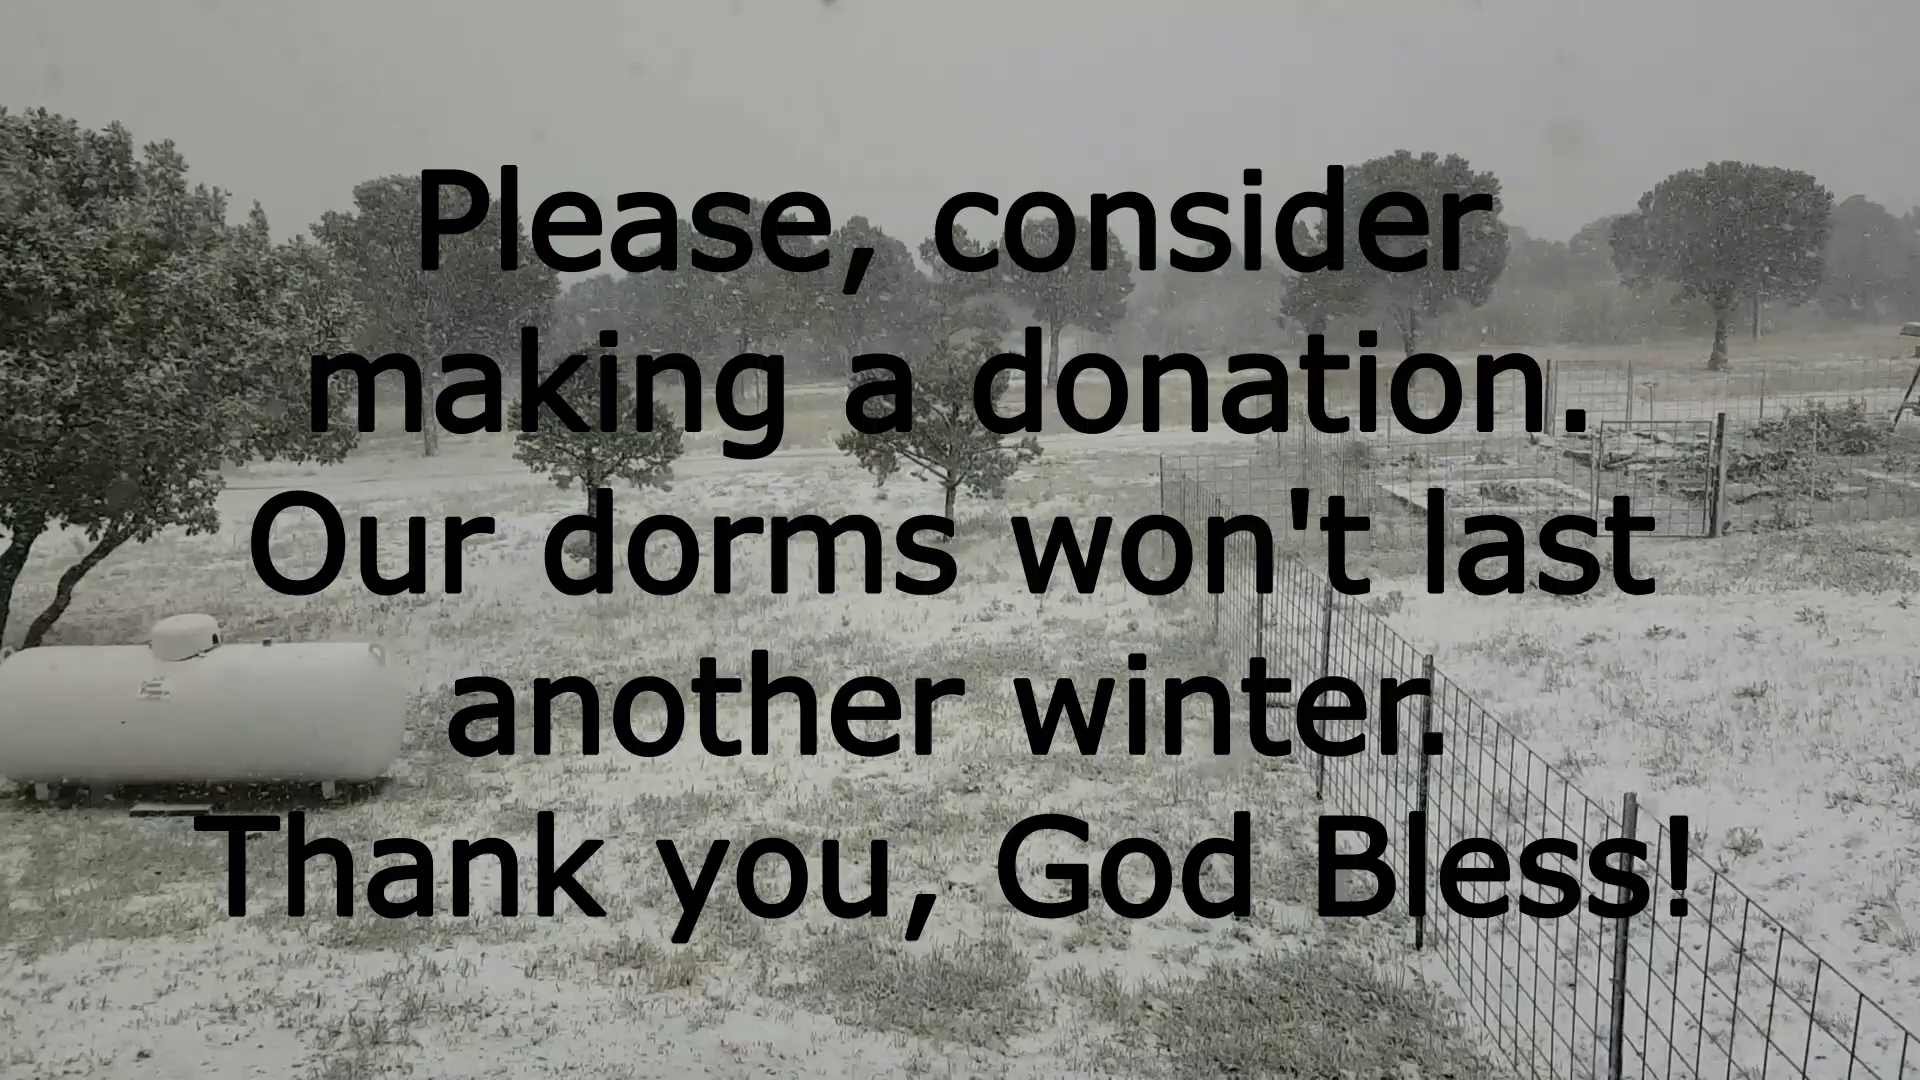 Please, consider
making a donation.
Our dorms won't last
another winter.
Thank you, God Bless!